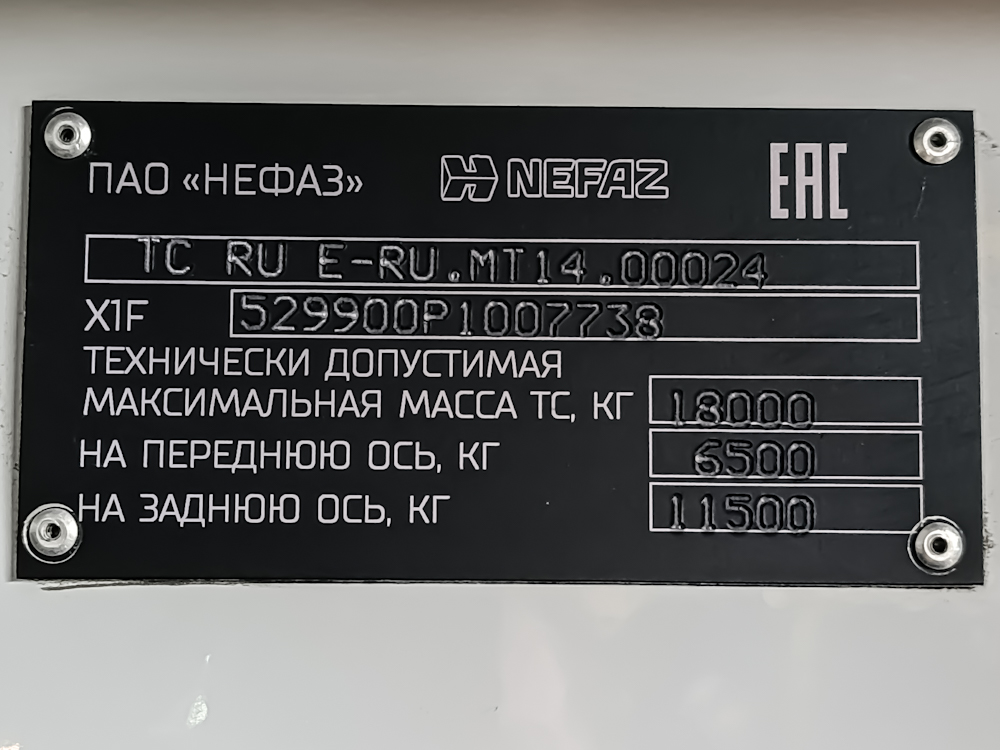 ПАО «НЕФАЗ» NEFAZ EAC
TC RU E-RU.MT14.00024
X1F 529900P1007738
ТЕХНИЧЕСКИ ДОПУСТИМАЯ
МАКСИМАЛЬНАЯ МАССА ТС, КГ 18000
НА ПЕРЕДНЮЮ ОСЬ, КГ 6500
НА ЗАДНЮЮ ОСЬ, КГ 11500